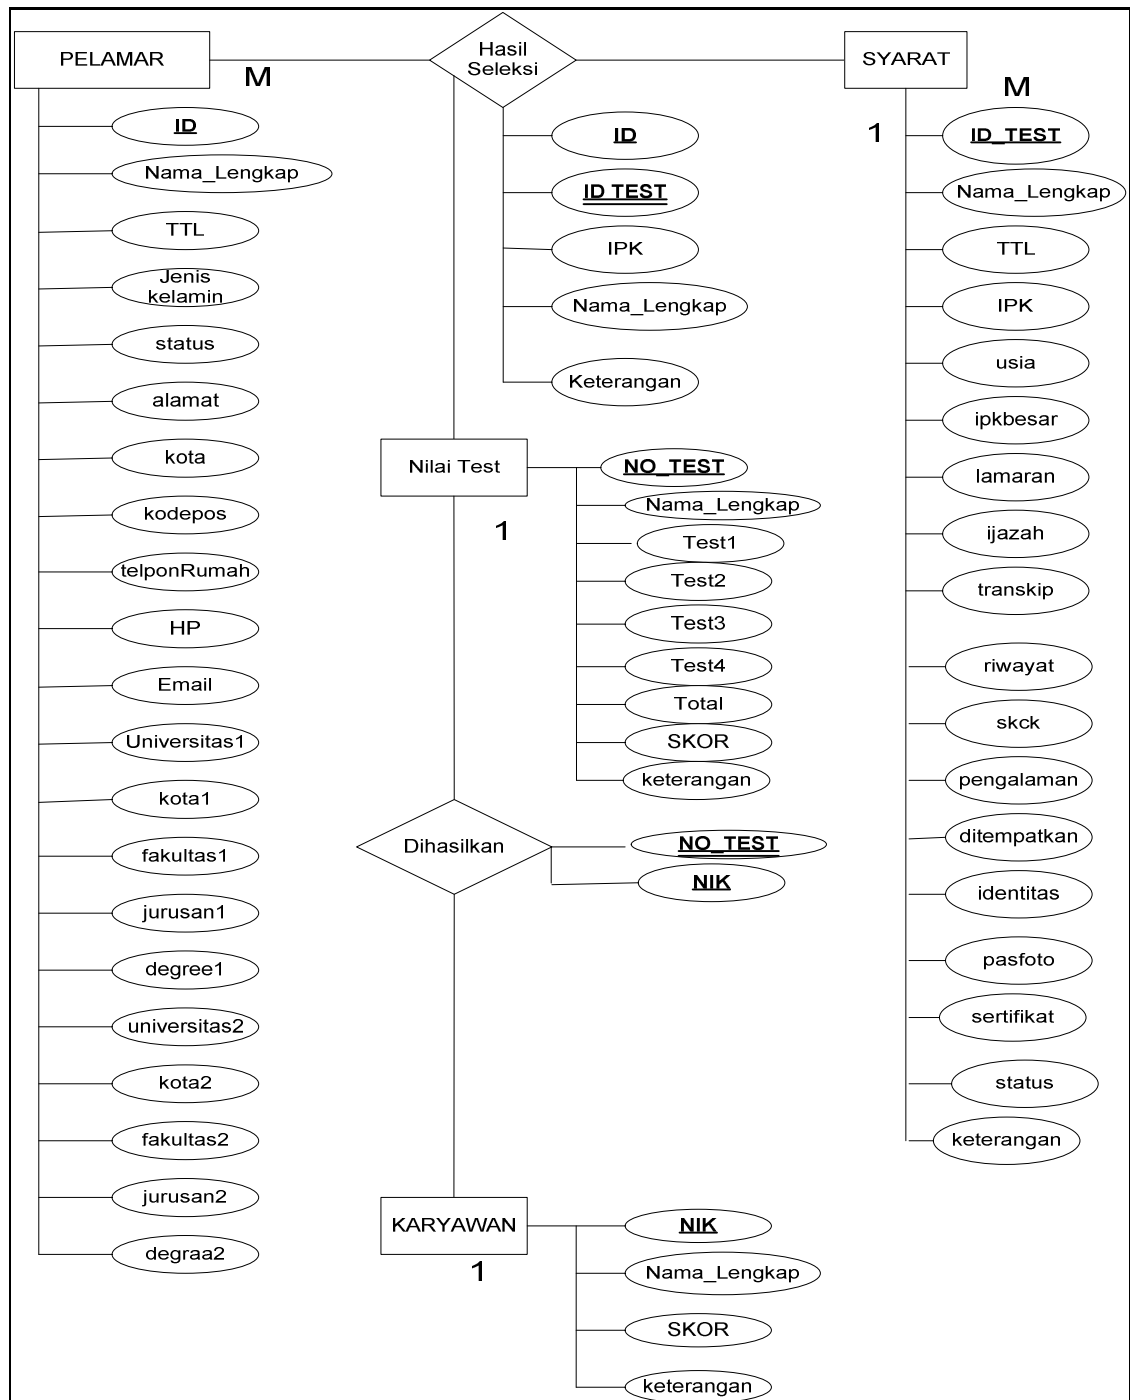 PELAMAR
M
ID
Nama_Lengkap
TTL
Jenis
kelamin
status
alamat
kota
kodepos
telponRumah
HP
Email
Universitas1
kota1
fakultas1
jurusan1
degree1
universitas2
kota2
fakultas2
jurusan2
degraa2
Hasil
Seleksi
ID
ID TEST
IPK
Nama_Lengkap
Keterangan
Nilai Test
1
NO_TEST
Nama_Lengkap
Test1
Test2
Test3
Test4
Total
SKOR
keterangan
Dihasilkan
NO_TEST
NIK
KARYAWAN
1
NIK
Nama_Lengkap
SKOR
keterangan
SYARAT
M
1
ID_TEST
Nama_Lengkap
TTL
IPK
usia
ipkbesar
lamaran
ijazah
transkip
riwayat
skck
pengalaman
ditempatkan
identitas
pasfoto
sertifikat
status
keterangan